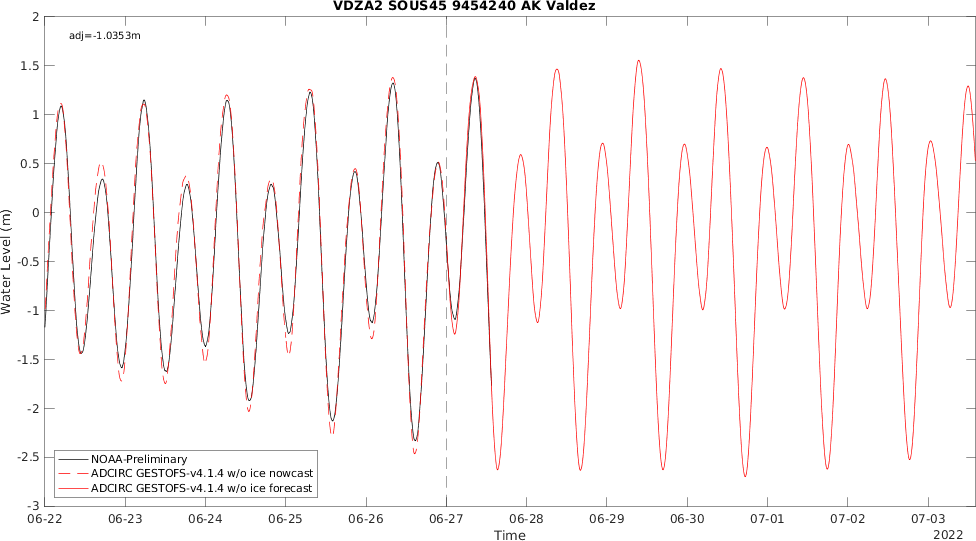 VDZA2 SOUS45 9454240 AK Valdez
adj=-1.0353m
2
1.5
1
0.5
0
-0.5
-1
-1.5
-2
-2.5
-3
Water Level (m)
NOAA-Preliminary
ADCIRC GESTOFS-v4.1.4 w/o ice nowcast
ADCIRC GESTOFS-v4.1.4 w/o ice forecast
06-22 06-23 06-24 06-25 06-26 06-27 06-28 06-29 06-30 07-01 07-02 07-03
Time
2022